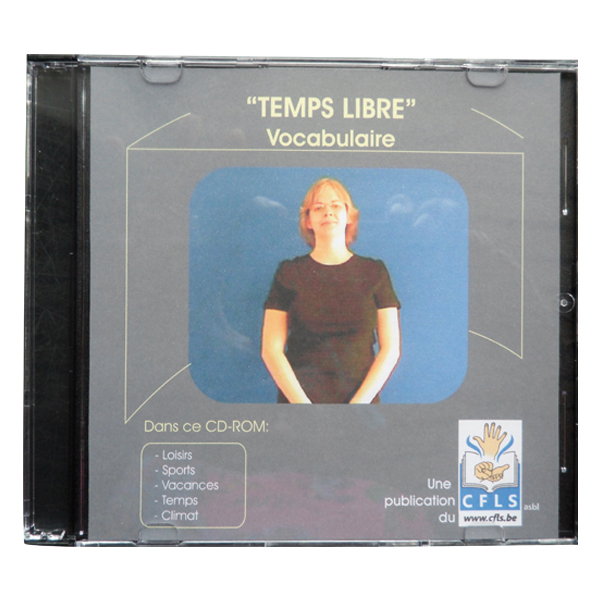 “TEMPS LIBRE”
Vocabulaire
Dans ce CD-ROM:
- Loisirs
- Sports
- Vacances
- Temps
- Climat
Une
publication
du
CFLS
asbl
www.cfls.be